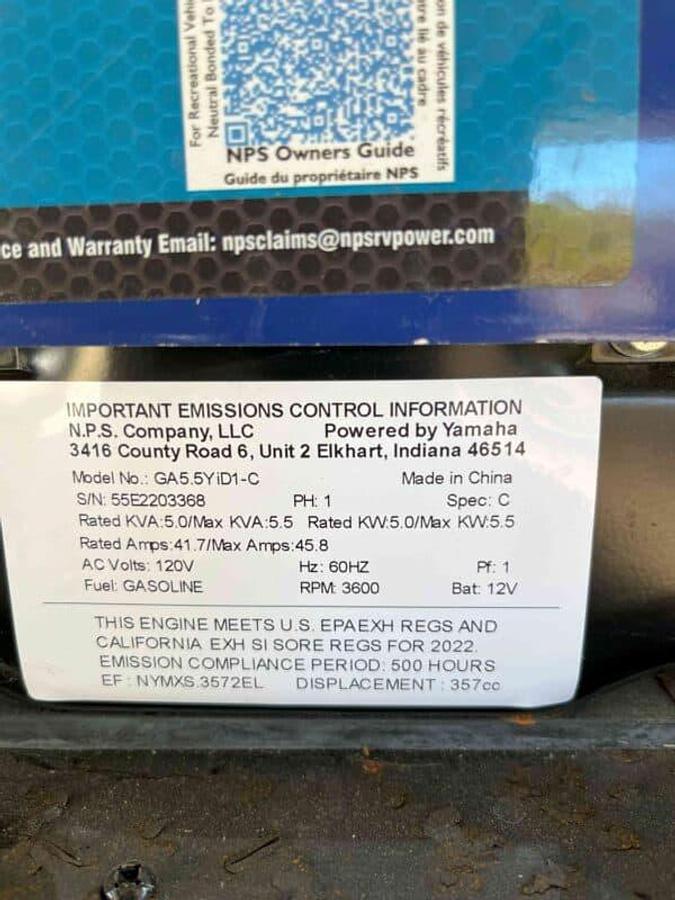 For Recreational Vehi
Neutral Bonded To
on de véhicules récréatifs
tre lié au cadre
NPS Owners Guide
Guide du propriétaire NPS
ce and Warranty Email: npsclaims@npsrvpower.com
IMPORTANT EMISSIONS CONTROL INFORMATION
N.P.S. Company, LLC Powered by Yamaha
3416 County Road 6, Unit 2 Elkhart, Indiana 46514
Model No.: GA5.5YiD1-C Made in China
S/N: 55E2203368 PH: 1 Spec: C
Rated KVA:5.0/Max KVA:5.5 Rated KW:5.0/Max KW:5.5
Rated Amps:41.7/Max Amps:45.8
AC Volts: 120V Hz: 60HZ Pf: 1
Fuel: GASOLINE RPM: 3600 Bat: 12V
THIS ENGINE MEETS U.S. EPAEXH REGS AND
CALIFORNIA EXH SI SORE REGS FOR 2022.
EMISSION COMPLIANCE PERIOD: 500 HOURS
EF : NYMXS.3572EL DISPLACEMENT : 357cc